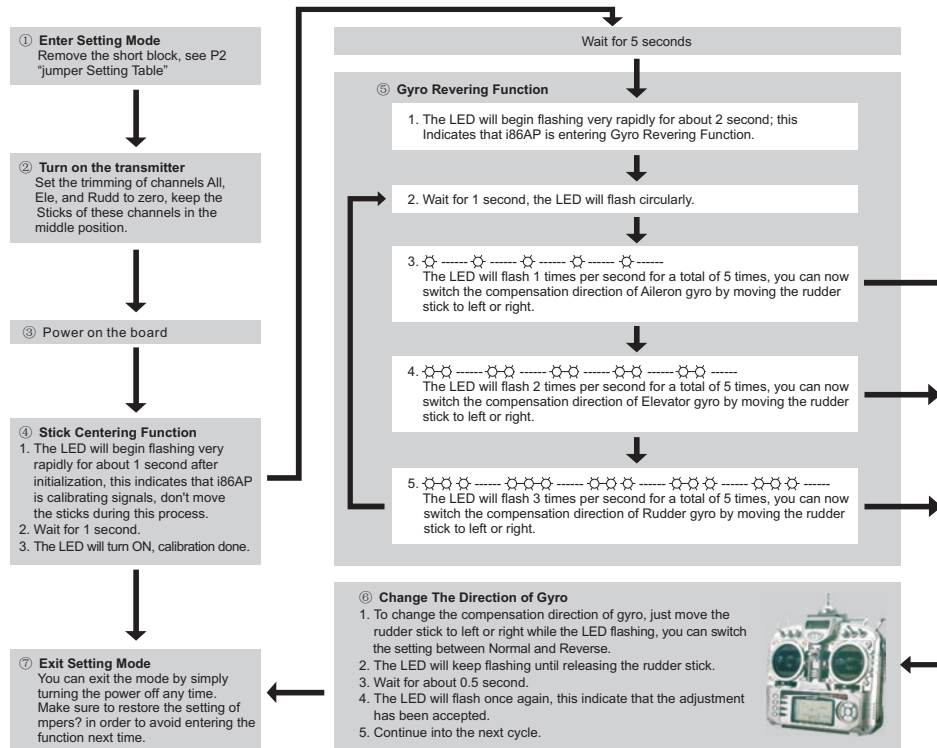 ① Enter Setting Mode
Remove the short block, see P2
“jumper Setting Table”
② Turn on the transmitter
Set the trimming of channels All,
Ele, and Rudd to zero, keep the
Sticks of these channels in the
middle position.
③ Power on the board
④ Stick Centering Function
1. The LED will begin flashing very
rapidly for about 1 second after
initialization, this indicates that i86AP
is calibrating signals, don't move
the sticks during this process.
2. Wait for 1 second.
3. The LED will turn ON, calibration done.
Wait for 5 seconds
⑤ Gyro Revering Function
1. The LED will begin flashing very rapidly for about 2 second; this
Indicates that i86AP is entering Gyro Revering Function.
2. Wait for 1 second, the LED will flash circularly.
3.
The LED will flash 1 times per second for a total of 5 times, you can now
switch the compensation direction of Aileron gyro by moving the rudder
stick to left or right.
4.
The LED will flash 2 times per second for a total of 5 times, you can now
switch the compensation direction of Elevator gyro by moving the rudder
stick to left or right.
5.
The LED will flash 3 times per second for a total of 5 times, you can now
switch the compensation direction of Rudder gyro by moving the rudder
stick to left or right.
⑥ Change The Direction of Gyro
1. To change the compensation direction of gyro, just move the
rudder stick to left or right while the LED flashing, you can switch
the setting between Normal and Reverse.
2. The LED will keep flashing until releasing the rudder stick.
3. Wait for about 0.5 second.
4. The LED will flash once again, this indicate that the adjustment
has been accepted.
5. Continue into the next cycle.
⑦ Exit Setting Mode
You can exit the mode by simply
turning the power off any time.
Make sure to restore the setting of
mpers? in order to avoid entering the
function next time.